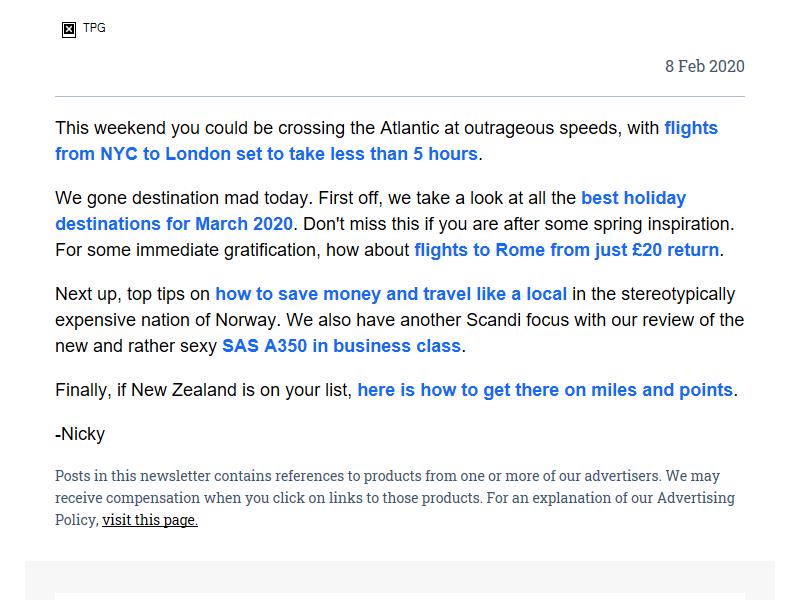 TPG
8 Feb 2020
This weekend you could be crossing the Atlantic at outrageous speeds, with flights
from NYC to London set to take less than 5 hours.
We gone destination mad today. First off, we take a look at all the best holiday
destinations for March 2020. Don't miss this if you are after some spring inspiration.
For some immediate gratification, how about flights to Rome from just £20 return.
Next up, top tips on how to save money and travel like a local in the stereotypically
expensive nation of Norway. We also have another Scandi focus with our review of the
new and rather sexy SAS A350 in business class.
Finally, if New Zealand is on your list, here is how to get there on miles and points.
-Nicky
Posts in this newsletter contains references to products from one or more of our advertisers. We may
receive compensation when you click on links to those products. For an explanation of our Advertising
Policy, visit this page.